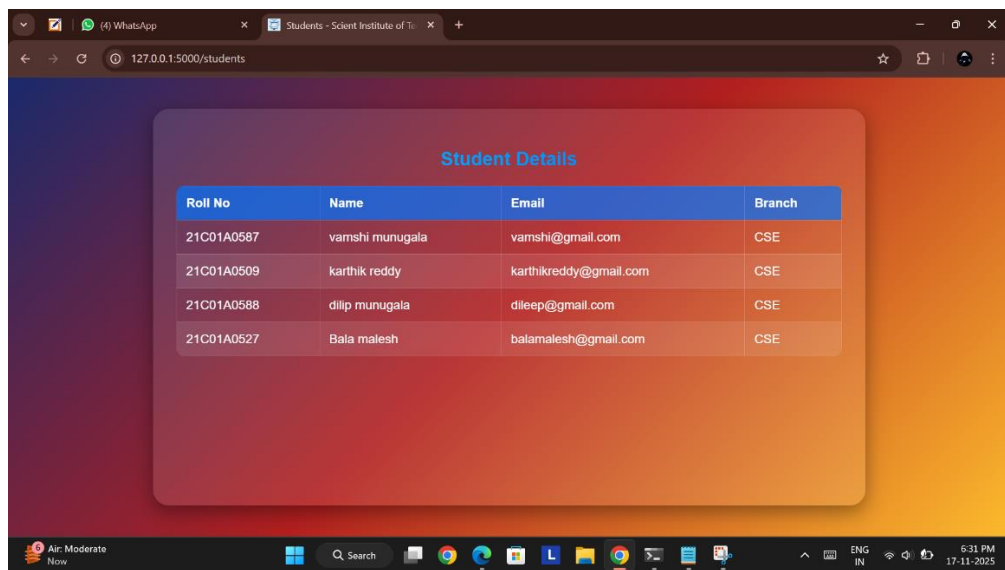 (4) WhatsApp
Students - Scient Institute of Te
127.0.0.1:5000/students
Student Details
Roll No Name Email Branch
21C01A0587 vamshi munugala vamshi@gmail.com CSE
21C01A0509 karthik reddy karthikreddy@gmail.com CSE
21C01A0588 dilip munugala dileep@gmail.com CSE
21C01A0527 Bala malesh balamalesh@gmail.com CSE
6 Air: Moderate
Now
Search
L
ENG
IN
6:31 PM
17-11-2025